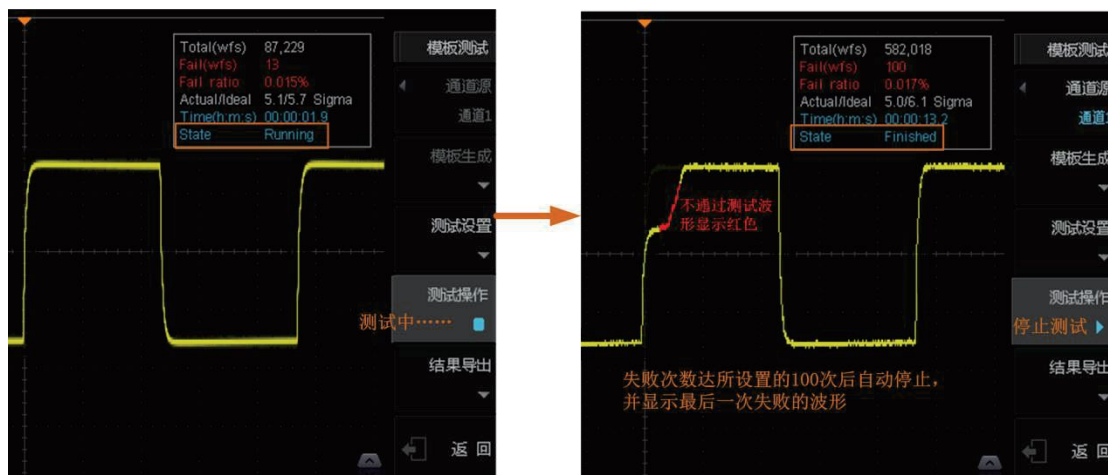 Total(wfs) 87,229
Fail(wfs) 13
Fail ratio 0.015%
Actual/Ideal 5.1/5.7 Sigma
Time(h:m:s) 00:00:01.9
State Running
模板测试
通道源
通道1
模板生成
测试设置
测试操作
测试中……
结果导出
返回
Total(wfs) 582,018
Fail(wfs) 100
Fail ratio 0.017%
Actual/Ideal 5.0/6.1 Sigma
Time(h:m:s) 00:00:13.2
State Finished
不通过测试波
形显示红色
失败次数达所设置的100次后自动停止,
并显示最后一次失败的波形
模板测试
通道源
通道1
模板生成
测试设置
测试操作
停止测试
结果导出
返回